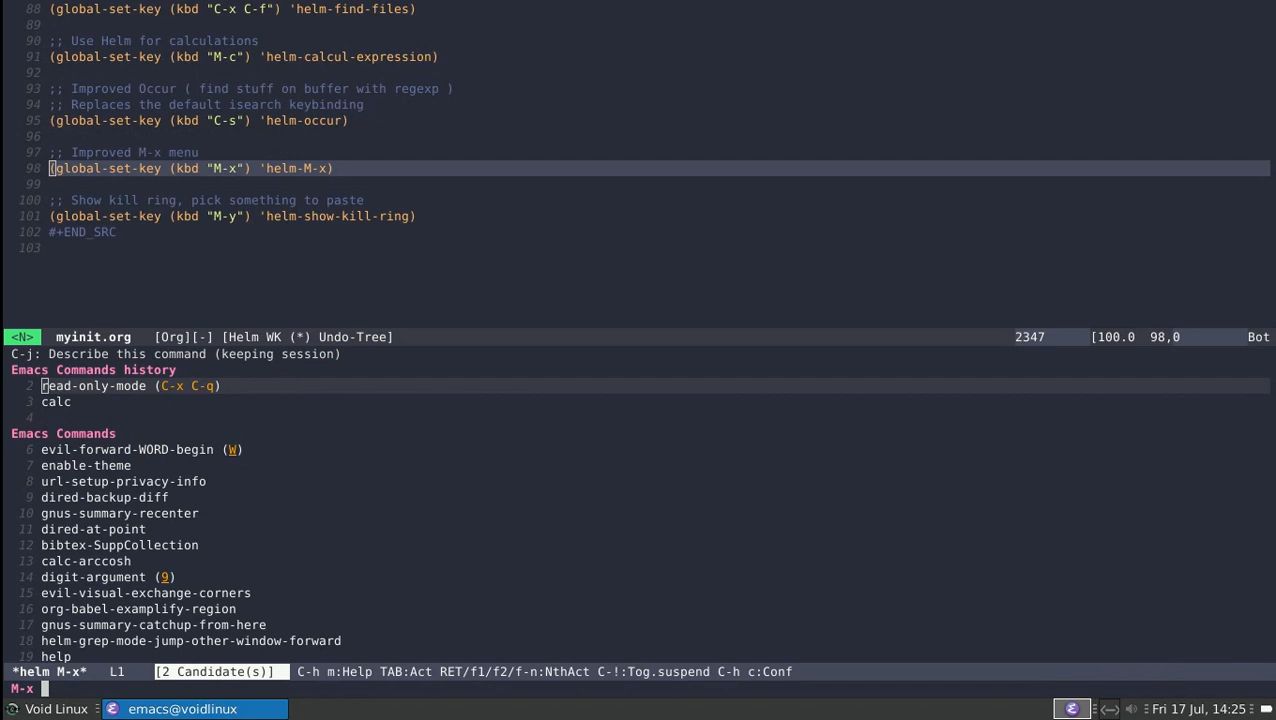 88 (global-set-key (kbd "C-x C-f") 'helm-find-files)
89
90 ;; Use Helm for calculations
91 (global-set-key (kbd "M-c") 'helm-calcul-expression)
92
93 ;; Improved Occur ( find stuff on buffer with regexp )
94 ;; Replaces the default isearch keybinding
95 (global-set-key (kbd "C-s") 'helm-occur)
96
97 ;; Improved M-x menu
98 (global-set-key (kbd "M-x") 'helm-M-x)
99
100 ;; Show kill ring, pick something to paste
101 (global-set-key (kbd "M-y") 'helm-show-kill-ring)
102 #+END_SRC
103
<N> myinit.org [Org][-] [Helm WK (*) Undo-Tree] 2347 [100.0 98,0 Bot
C-j: Describe this command (keeping session)
Emacs Commands history
2 read-only-mode (C-x C-q)
3 calc
4
Emacs Commands
6 evil-forward-WORD-begin (W)
7 enable-theme
8 url-setup-privacy-info
9 dired-backup-diff
10 gnus-summary-recenter
11 dired-at-point
12 bibtex-SuppCollection
13 calc-arccosh
14 digit-argument (9)
15 evil-visual-exchange-corners
16 org-babel-examplify-region
17 gnus-summary-catchup-from-here
18 helm-grep-mode-jump-other-window-forward
19 help
*helm M-x* L1 [2 Candidate(s)] C-h m:Help TAB:Act RET/f1/f2/f-n:NthAct C-!:Tog.suspend C-h c:Conf
M-x
Void Linux emacs@voidlinux Fri 17 Jul, 14:25